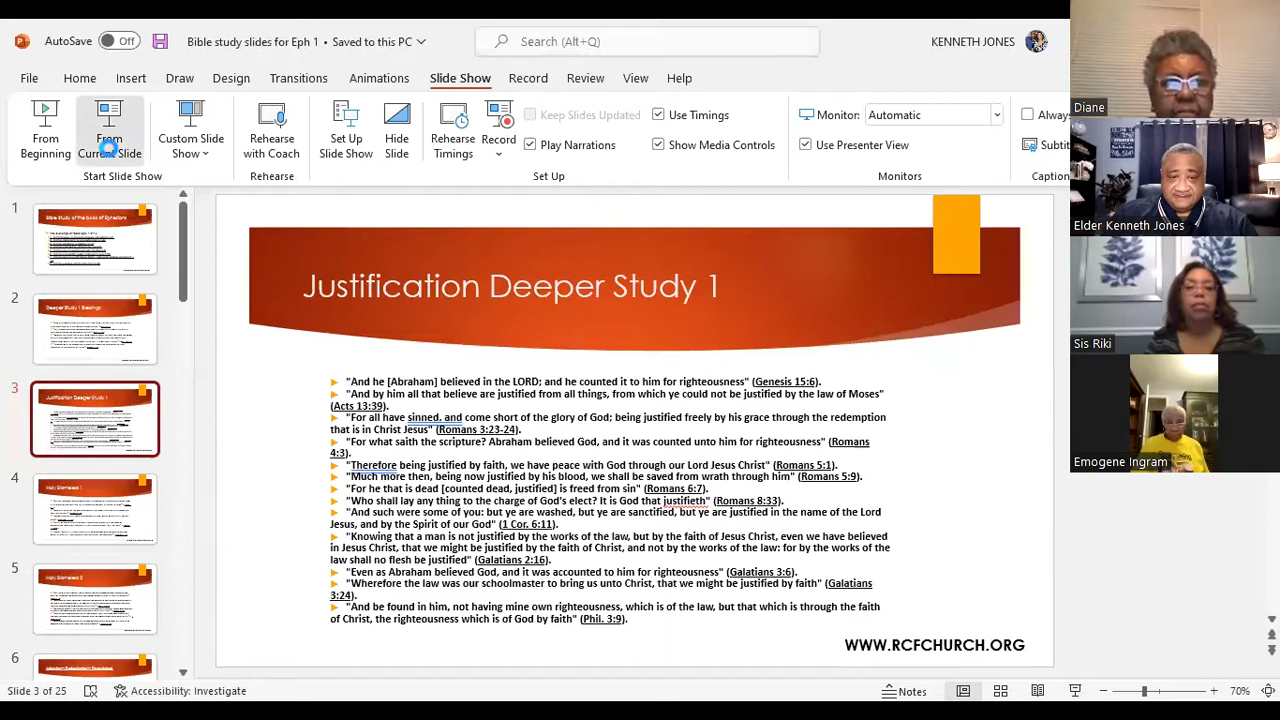 AutoSave Off Bible study slides for Eph 1 • Saved to this PC Search (Alt+Q) KENNETH JONES
File Home Insert Draw Design Transitions Animations Slide Show Record Review View Help
From Beginning
From Current Slide
Custom Slide Show
Rehearse with Coach
Set Up Slide Show
Hide Slide
Rehearse Timings
Record
Keep Slides Updated
Play Narrations
Use Timings
Show Media Controls
Monitor: Automatic
Use Presenter View
Start Slide Show Rehearse Set Up Monitors
1
Bible Study of the book of Ephesians
2
Deeper Study 1 Blessings
3
Justification Deeper Study 1
4
5
6
Justification Deeper Study 1
"And he [Abraham] believed in the LORD; and he counted it to him for righteousness" (Genesis 15:6).
"And by him all that believe are justified from all things, from which ye could not be justified by the law of Moses"
(Acts 13:39).
"For all have sinned, and come short of the glory of God; being justified freely by his grace through the redemption
that is in Christ Jesus" (Romans 3:23-24).
"For what saith the scripture? Abraham believed God, and it was counted unto him for righteousness" (Romans
4:3).
"Therefore being justified by faith, we have peace with God through our Lord Jesus Christ" (Romans 5:1).
"Much more then, being now justified by his blood, we shall be saved from wrath through him" (Romans 5:9).
"For he that is dead [counted dead, justified] is freed from sin" (Romans 6:7).
"Who shall lay any thing to the charge of God's elect? It is God that justifieth" (Romans 8:33).
"And such were some of you: but ye are washed, but ye are sanctified, but ye are justified in the name of the Lord
Jesus, and by the Spirit of our God" (1 Cor. 6:11).
"Knowing that a man is not justified by the works of the law, but by the faith of Jesus Christ, even we have believed
in Jesus Christ, that we might be justified by the faith of Christ, and not by the works of the law: for by the works of the
law shall no flesh be justified" (Galatians 2:16).
"Even as Abraham believed God, and it was accounted to him for righteousness" (Galatians 3:6).
"Wherefore the law was our schoolmaster to bring us unto Christ, that we might be justified by faith" (Galatians
3:24).
"And be found in him, not having mine own righteousness, which is of the law, but that which is through the faith
of Christ, the righteousness which is of God by faith" (Phil. 3:9).
WWW.RCFCHURCH.ORG
Slide 3 of 25 Accessibility: Investigate Notes 70%
Diane
Elder Kenneth Jones
Sis Riki
Emogene Ingram